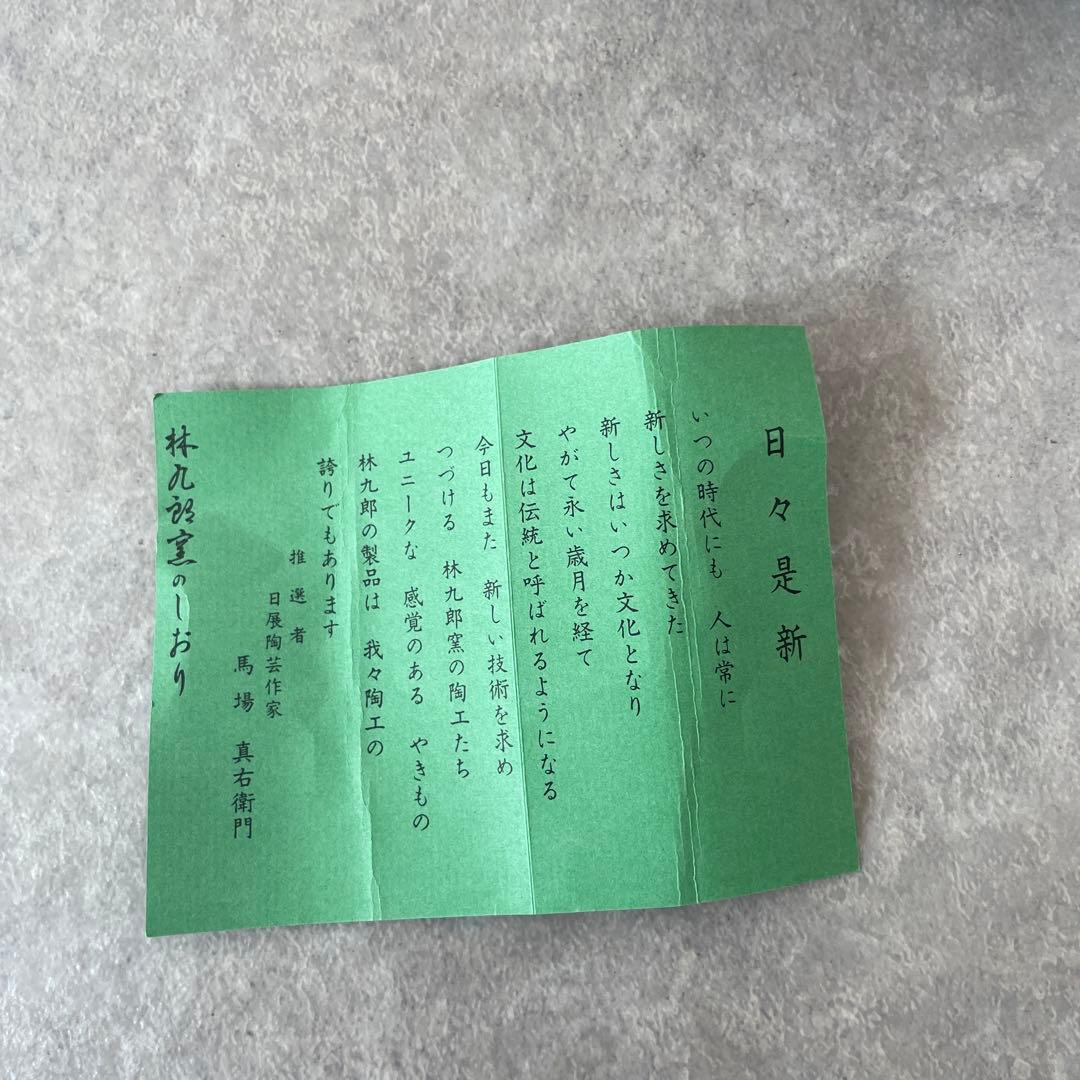 日々是新
いつの時代にも 人は常に
新しさを求めてきた
新しさはいつか文化となり
やがて永い歳月を経て
文化は伝統と呼ばれるようになる
今日もまた 新しい技術を求め
つづける 林九郎窯の陶工たち
ユニークな 感覚のある やきもの
林九郎の製品は 我々陶工の
誇りでもあります
推選者
日展陶芸作家
馬場 真右衛門
林九郎窯のしおり